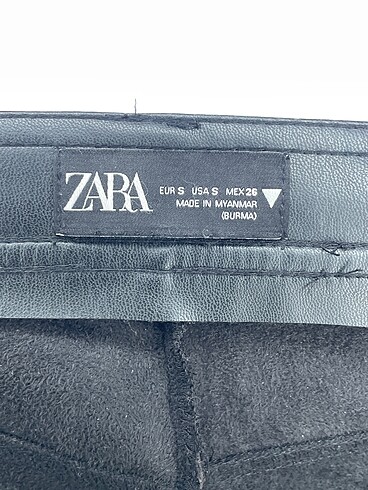 ZARA
EUR S USA S MEX 26
MADE IN MYANMAR
(BURMA)